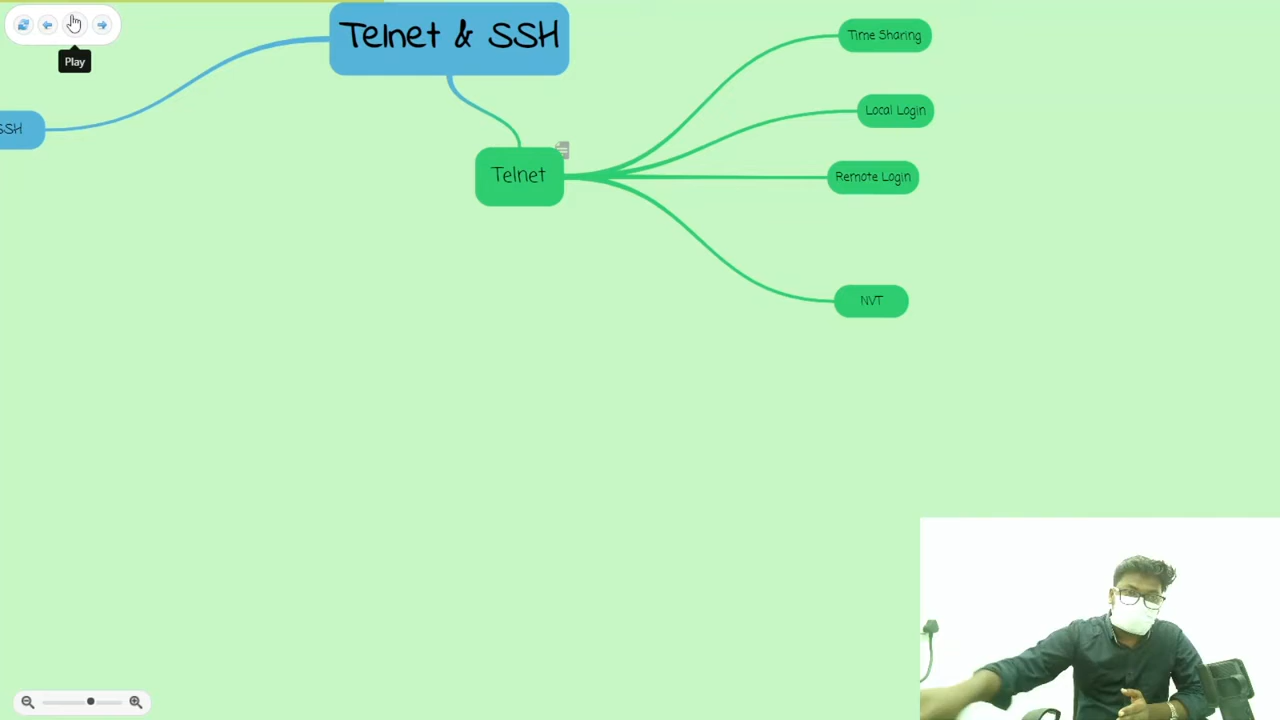 Telnet & SSH
Time Sharing
Play
Local Login
SSH
Telnet
Remote Login
NVT